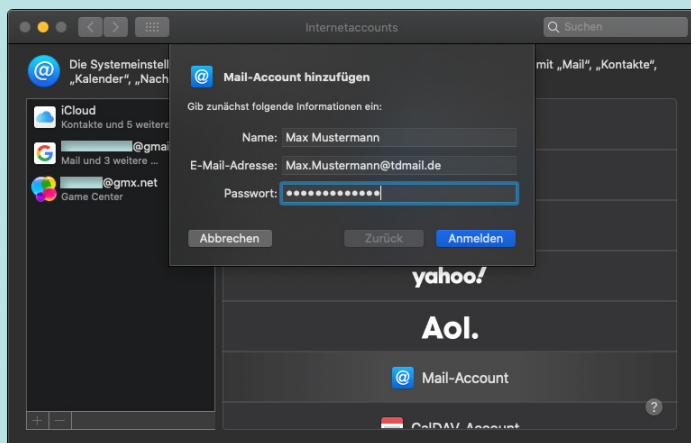 Internetaccounts
Suchen
Die Systemeinstell
mit „Mail“, „Kontakte“,
„Kalender“, „Nach
Mail-Account hinzufügen
Gib zunächst folgende Informationen ein:
Name: Max Mustermann
E-Mail-Adresse: Max.Mustermann@tdmail.de
Passwort: •••••••••••••
Abbrechen Zurück Anmelden
iCloud
Kontakte und 5 weitere
@gmai
Mail und 3 weitere ...
@gmx.net
Game Center
yahoo!
Aol.
@ Mail-Account
CalDAV-Account
+ −
?